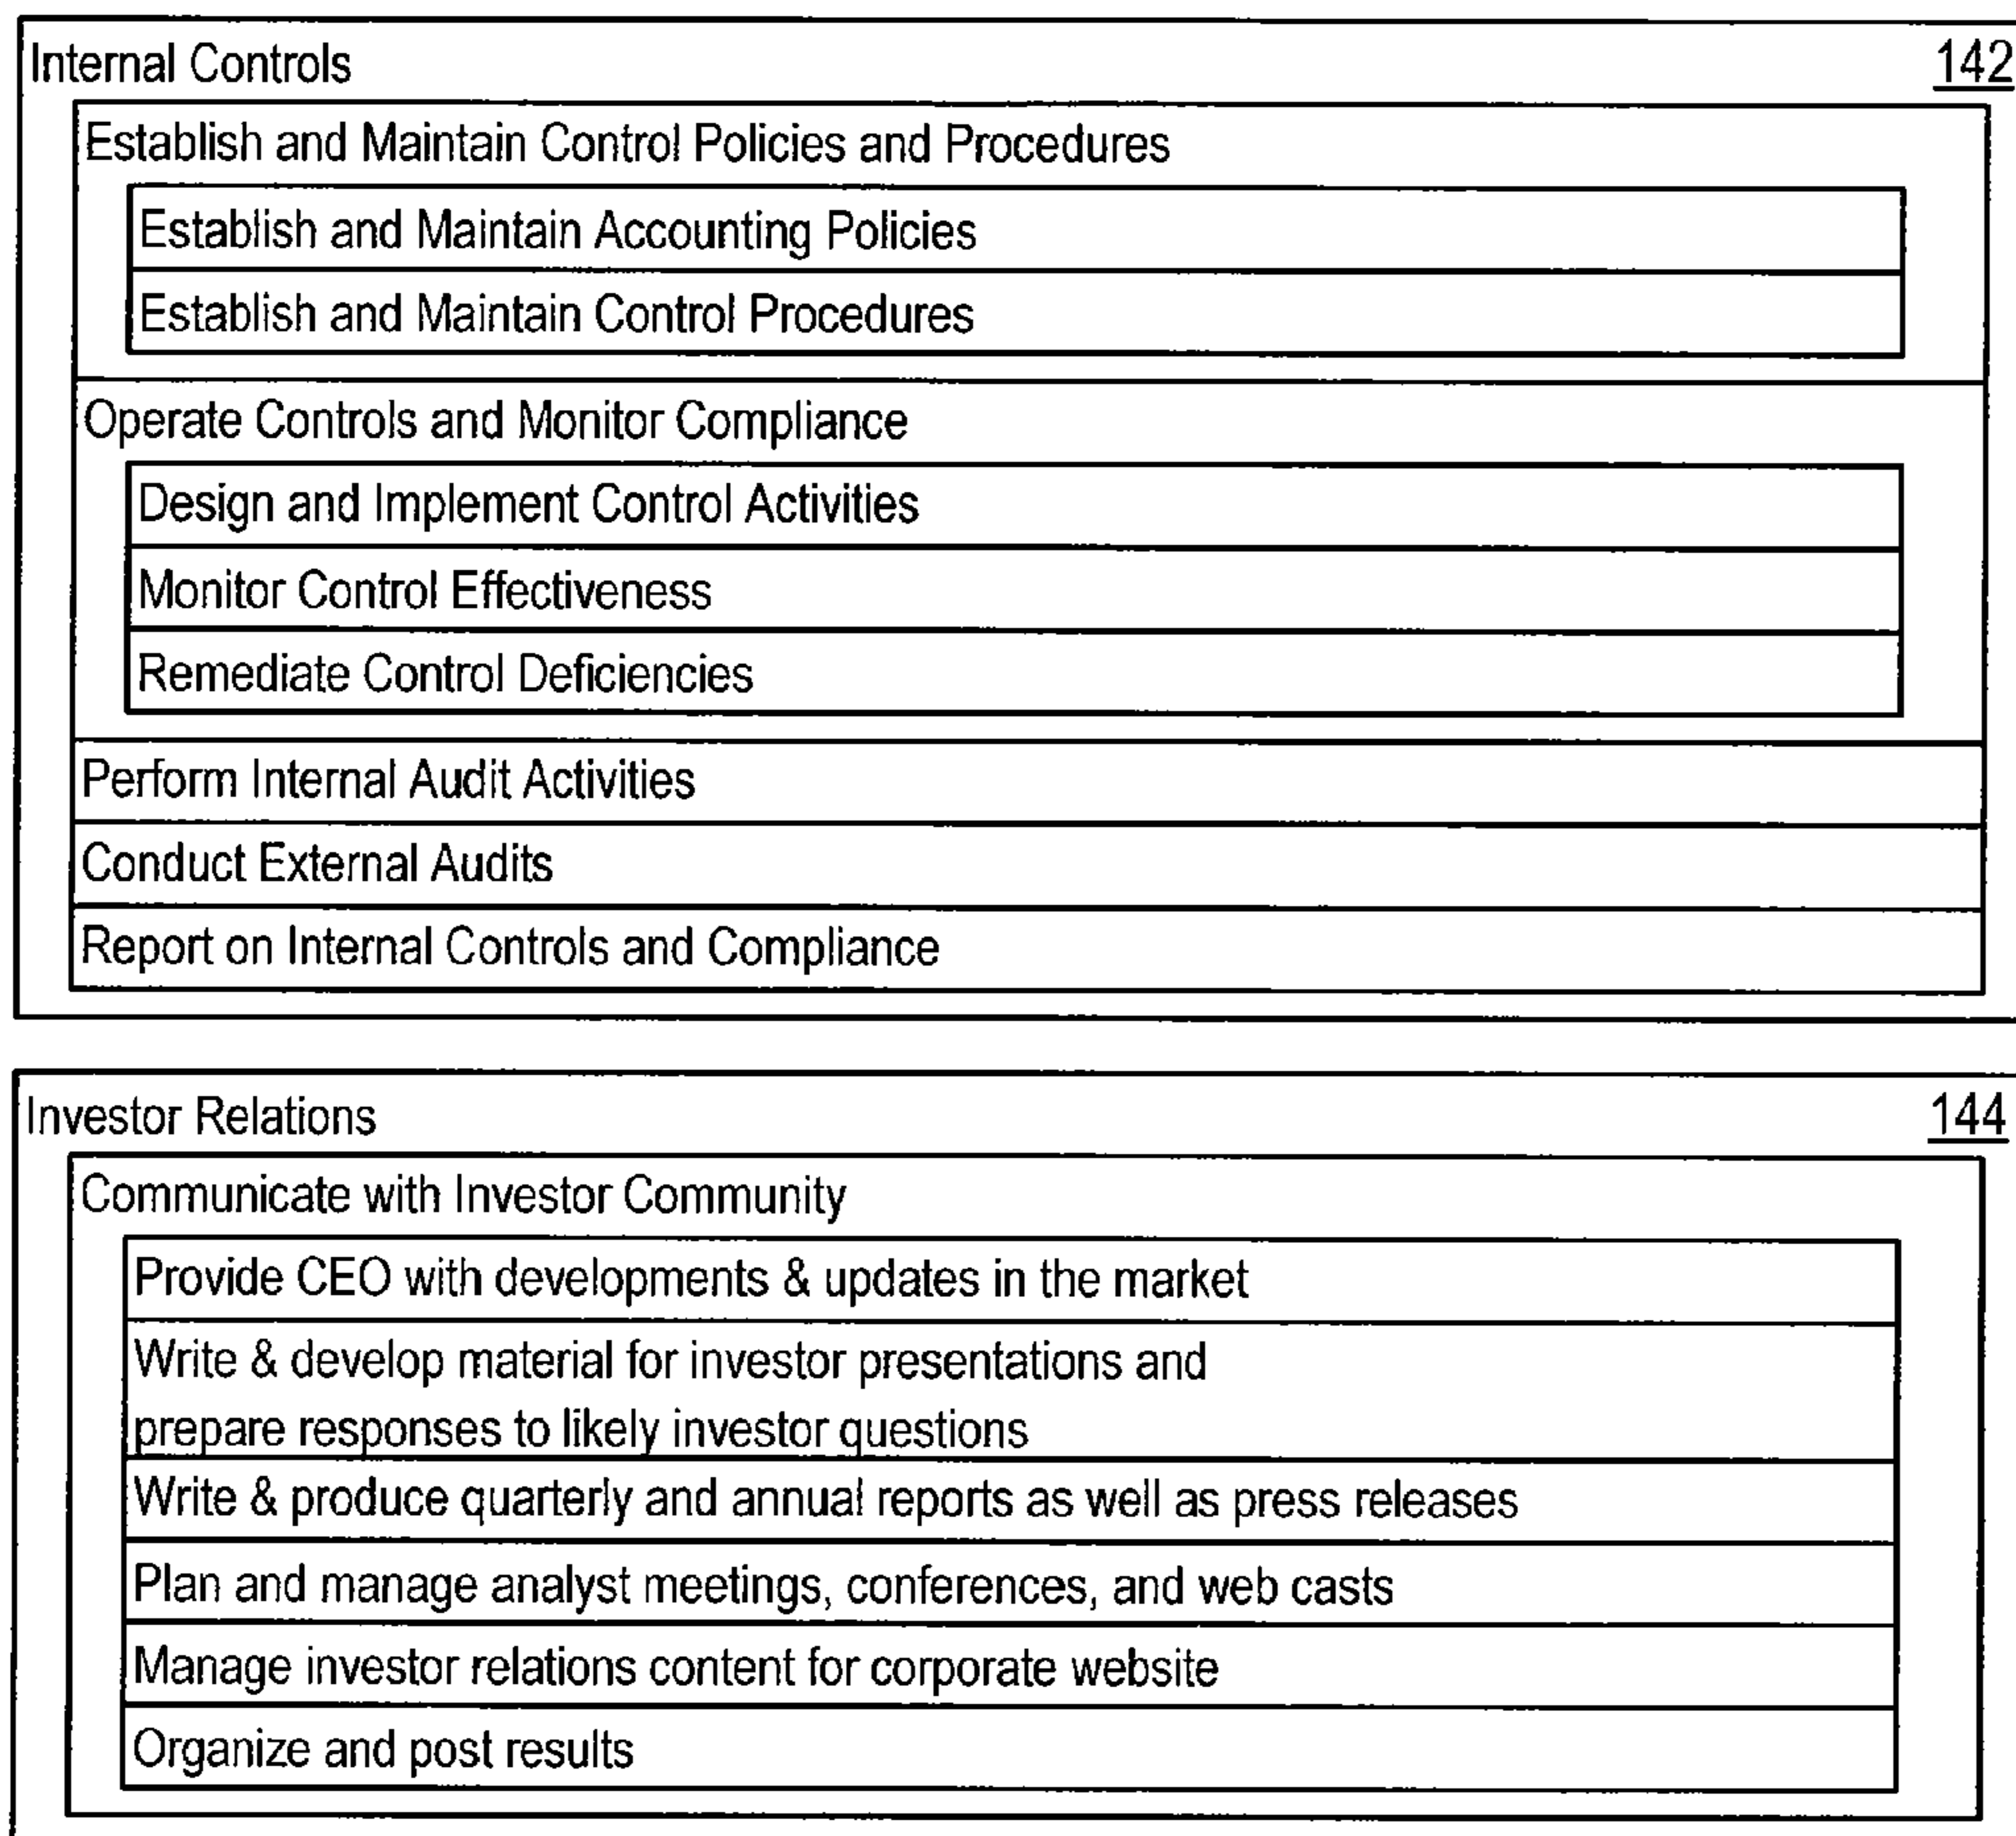 Internal Controls 142
Establish and Maintain Control Policies and Procedures
Establish and Maintain Accounting Policies
Establish and Maintain Control Procedures
Operate Controls and Monitor Compliance
Design and Implement Control Activities
Monitor Control Effectiveness
Remediate Control Deficiencies
Perform Internal Audit Activities
Conduct External Audits
Report on Internal Controls and Compliance
Investor Relations 144
Communicate with Investor Community
Provide CEO with developments & updates in the market
Write & develop material for investor presentations and
prepare responses to likely investor questions
Write & produce quarterly and annual reports as well as press releases
Plan and manage analyst meetings, conferences, and web casts
Manage investor relations content for corporate website
Organize and post results